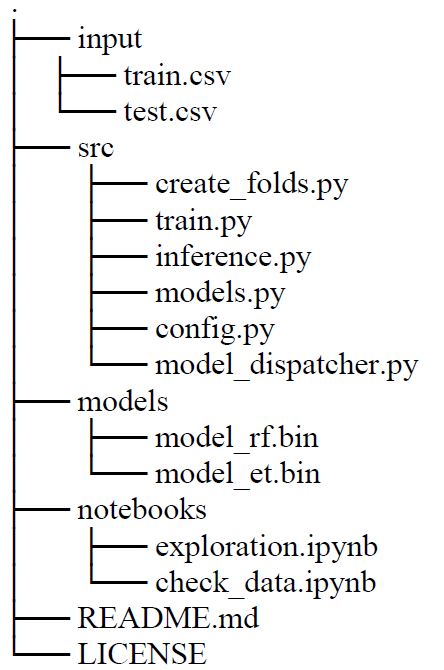 .
input
train.csv
test.csv
src
create_folds.py
train.py
inference.py
models.py
config.py
model_dispatcher.py
models
model_rf.bin
model_et.bin
notebooks
exploration.ipynb
check_data.ipynb
README.md
LICENSE